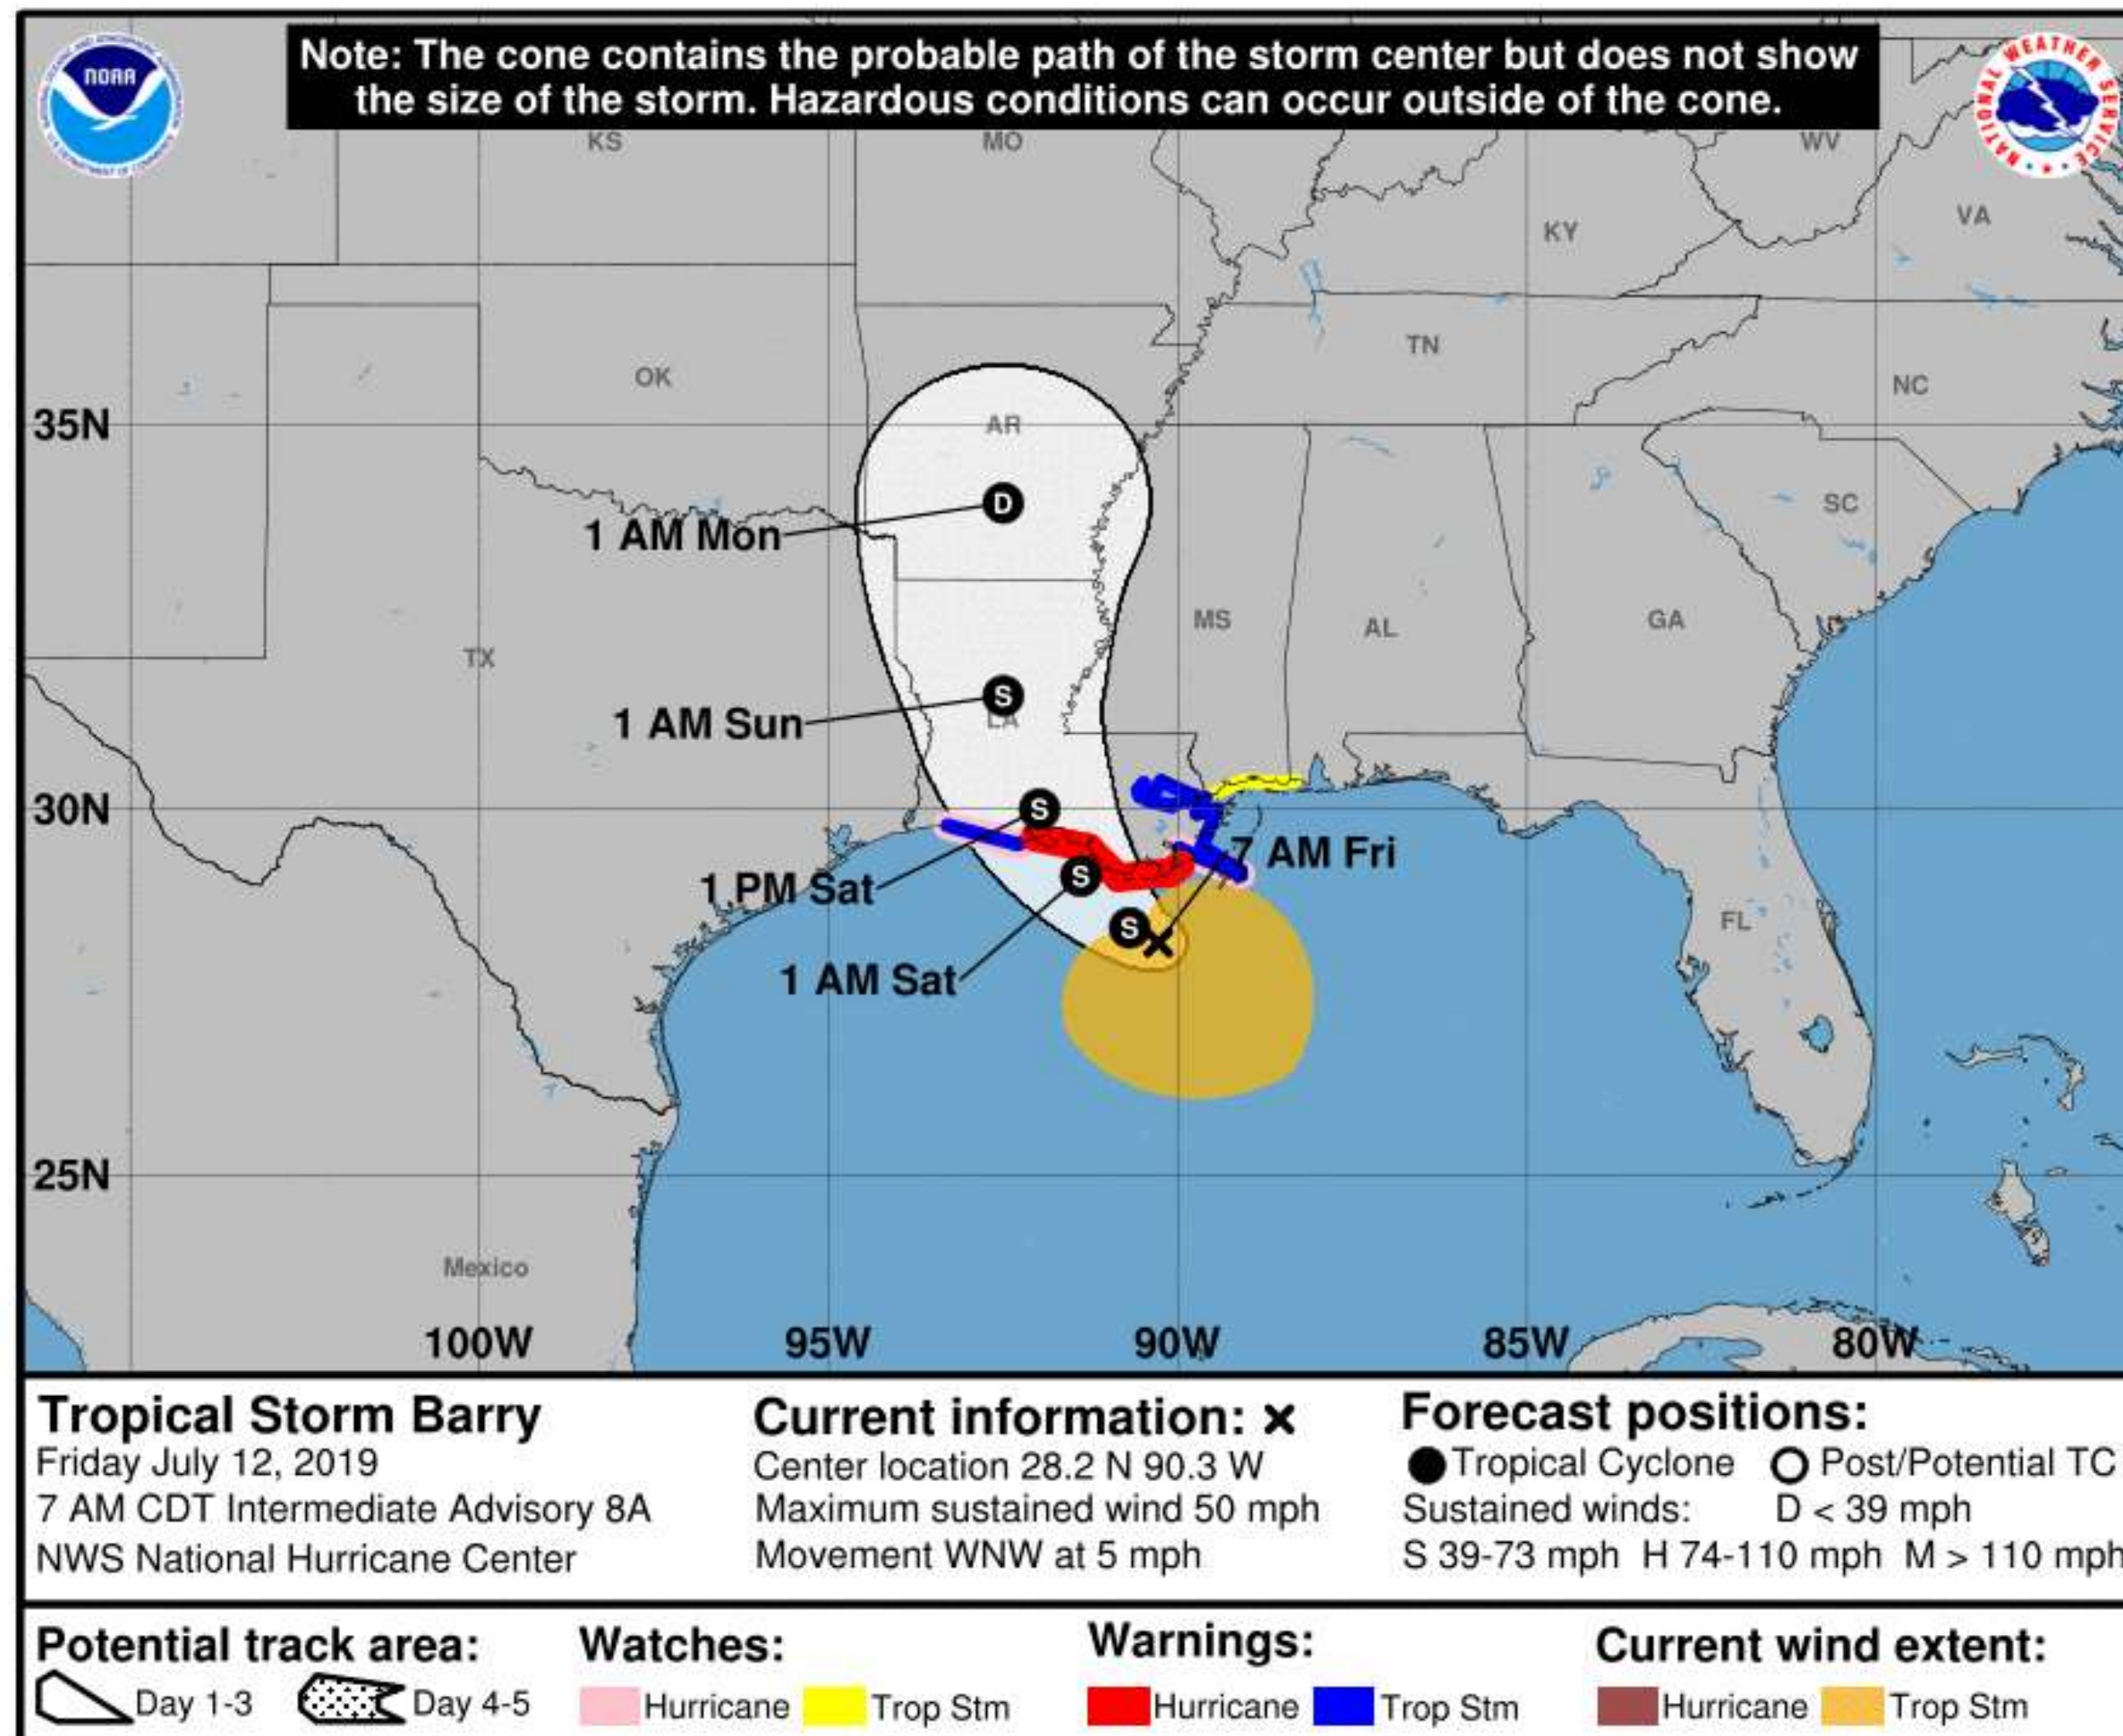 Note: The cone contains the probable path of the storm center but does not show
the size of the storm. Hazardous conditions can occur outside of the cone.
NOAA
NATIONAL WEATHER SERVICE
KS
MO
WV
KY
VA
TN
OK
NC
35N
AR
D
SC
1 AM Mon
MS
AL
GA
TX
S
LA
1 AM Sun
30N
S
7 AM Fri
S
1 PM Sat
S
FL
1 AM Sat
25N
Mexico
100W
95W
90W
85W
80W
Tropical Storm Barry
Friday July 12, 2019
7 AM CDT Intermediate Advisory 8A
NWS National Hurricane Center
Current information: x
Center location 28.2 N 90.3 W
Maximum sustained wind 50 mph
Movement WNW at 5 mph
Forecast positions:
Tropical Cyclone Post/Potential TC
Sustained winds: D < 39 mph
S 39-73 mph H 74-110 mph M > 110 mph
Potential track area:
Day 1-3 Day 4-5
Watches:
Hurricane Trop Stm
Warnings:
Hurricane Trop Stm
Current wind extent:
Hurricane Trop Stm